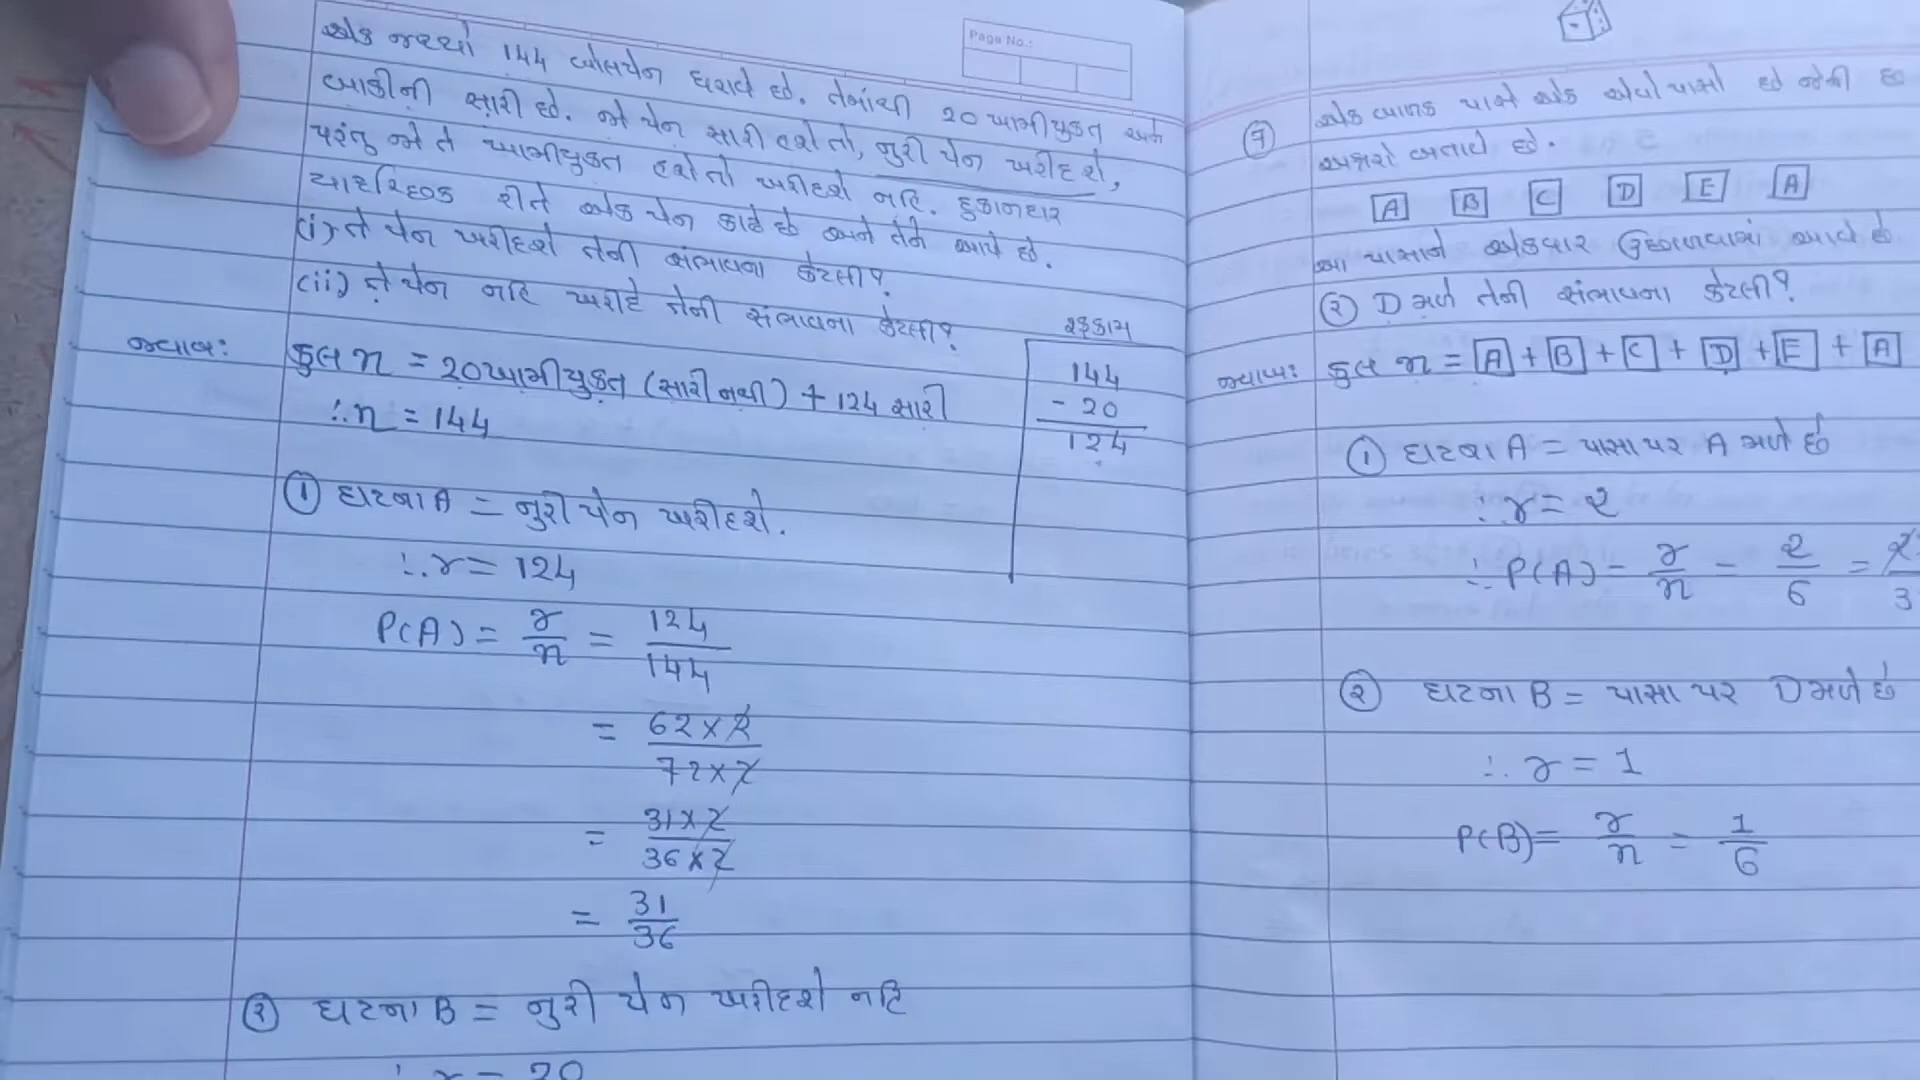 Page No.:
એક જથ્થો 144 બોલપેન ધરાવે છે. તેમાંથી 20 ખામીયુક્ત અને
બાકીની સારી છે. જો પેન સારી હશે તો, નુરી પેન ખરીદશે,
પરંતુ જો તે ખામીયુક્ત હશે તો ખરીદશે નહિ. દુકાનદાર
યાદચ્છિક રીતે એક પેન કાઢે છે અને તેને આપે છે.
(i) તે પેન ખરીદશે તેની સંભાવના કેટલી?
(ii) તે પેન નહિ ખરીદે તેની સંભાવના કેટલી?
જવાબ:
કુલ n = 20 ખામીયુક્ત (સારી નથી) + 124 સારી
∴ n = 144
રફકામ
144
- 20
124
① ઘટના A = નુરી પેન ખરીદશે.
∴ r = 124
P(A) = r/n = 124/144
= 62×2/72×2
= 31×2/36×2
= 31/36
② ઘટના B = નુરી પેન ખરીદશે નહિ
∴ r = 20
⑦ એક બાળક પાસે એક એવો પાસો છે જેની છ
અક્ષરો બતાવે છે.
A B C D E A
આ પાસાને એકવાર ઉછાળવામાં આવે છે
② D મળે તેની સંભાવના કેટલી?
જવાબ: કુલ n = A + B + C + D + E + A
① ઘટના A = પાસા પર A મળે છે
∴ r = 2
∴ P(A) = r/n = 2/6 =
② ઘટના B = પાસા પર D મળે છે
∴ r = 1
P(B) = r/n = 1/6